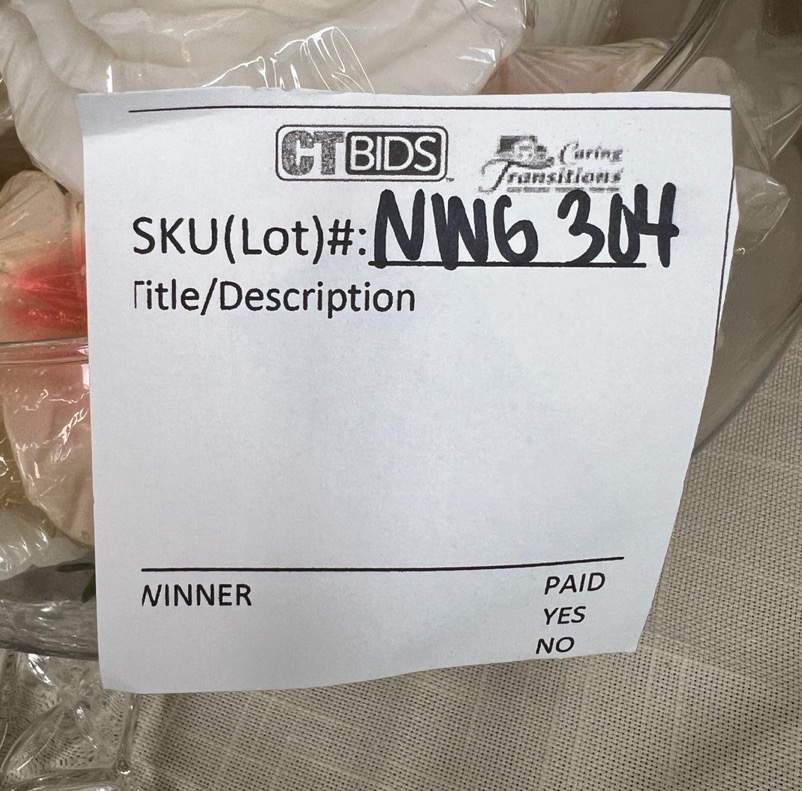 CTBIDS
Caring
Transitions
SKU(Lot)#: NWG 304
Title/Description
WINNER
PAID
YES
NO